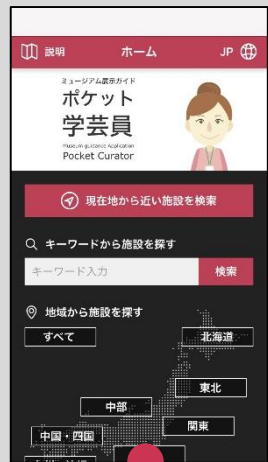 説明
ホーム
JP
ミュージアム展示ガイド
ポケット
学芸員
Museum guidance Application
Pocket Curator
現在地から近い施設を検索
キーワードから施設を探す
キーワード入力
検索
地域から施設を探す
すべて
北海道
東北
中部
関東
中国・四国